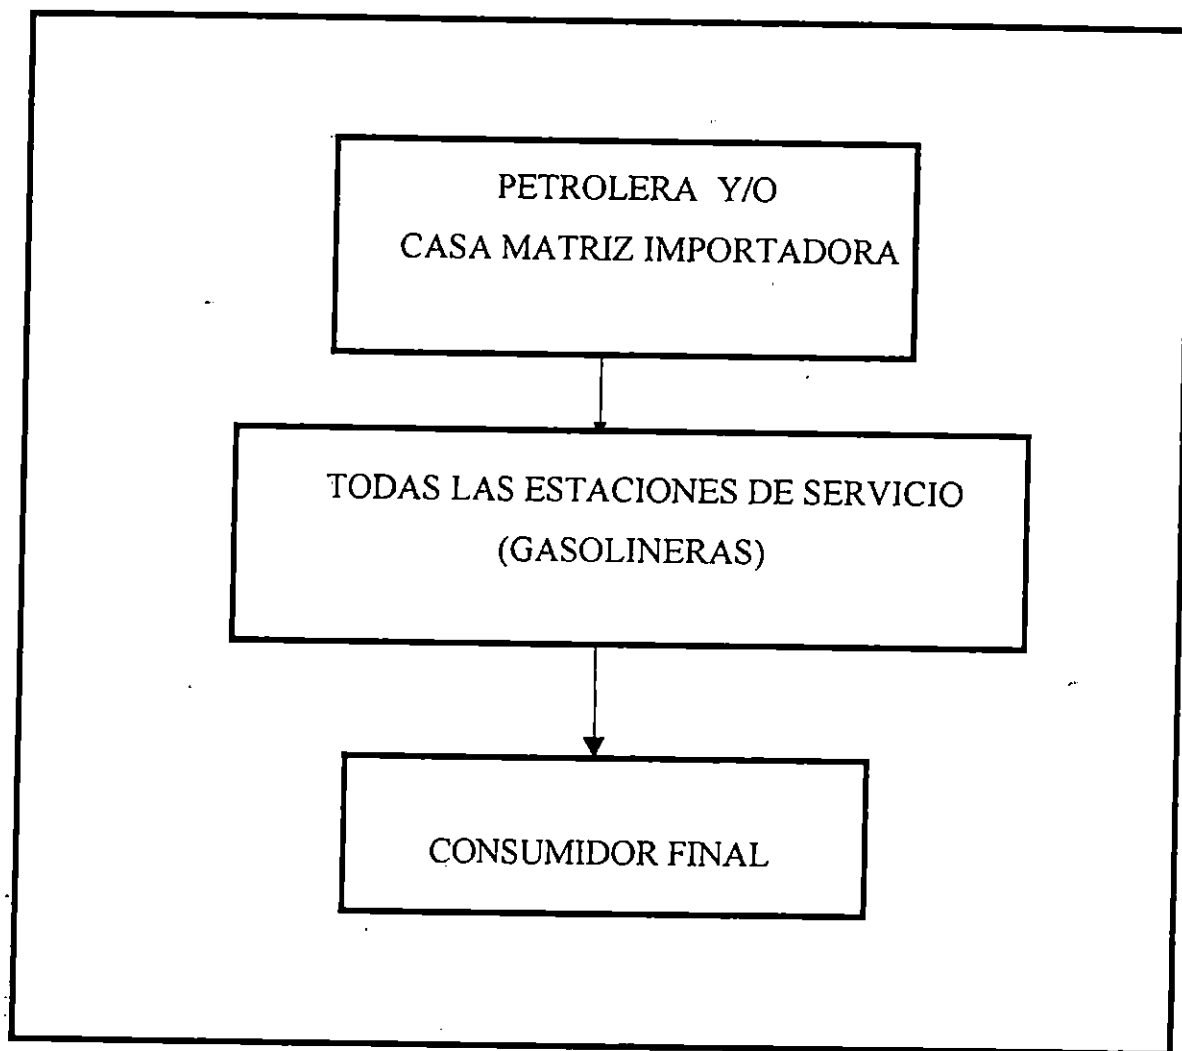 PETROLERA Y/O
CASA MATRIZ IMPORTADORA
TODAS LAS ESTACIONES DE SERVICIO
(GASOLINERAS)
CONSUMIDOR FINAL